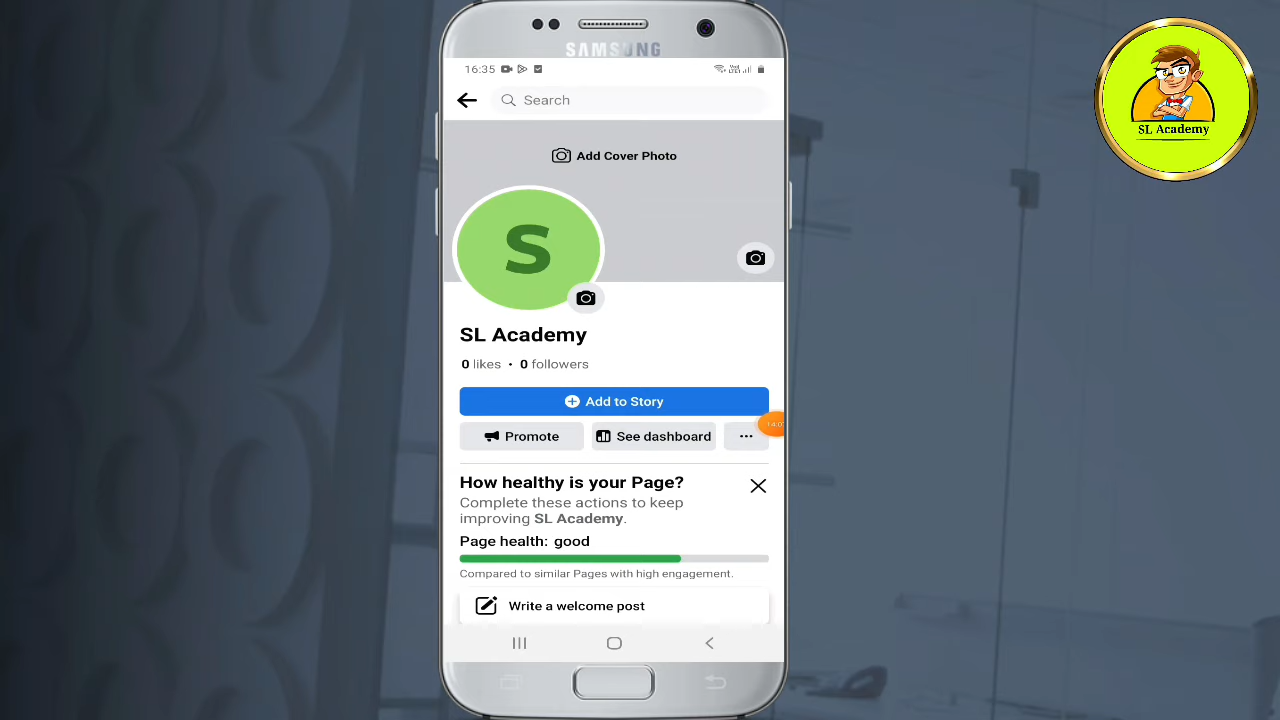 SAMSUNG
16:35
Search
Add Cover Photo
S
SL Academy
0 likes • 0 followers
Add to Story
Promote
See dashboard
How healthy is your Page?
Complete these actions to keep
improving SL Academy.
Page health: good
Compared to similar Pages with high engagement.
Write a welcome post
SL Academy